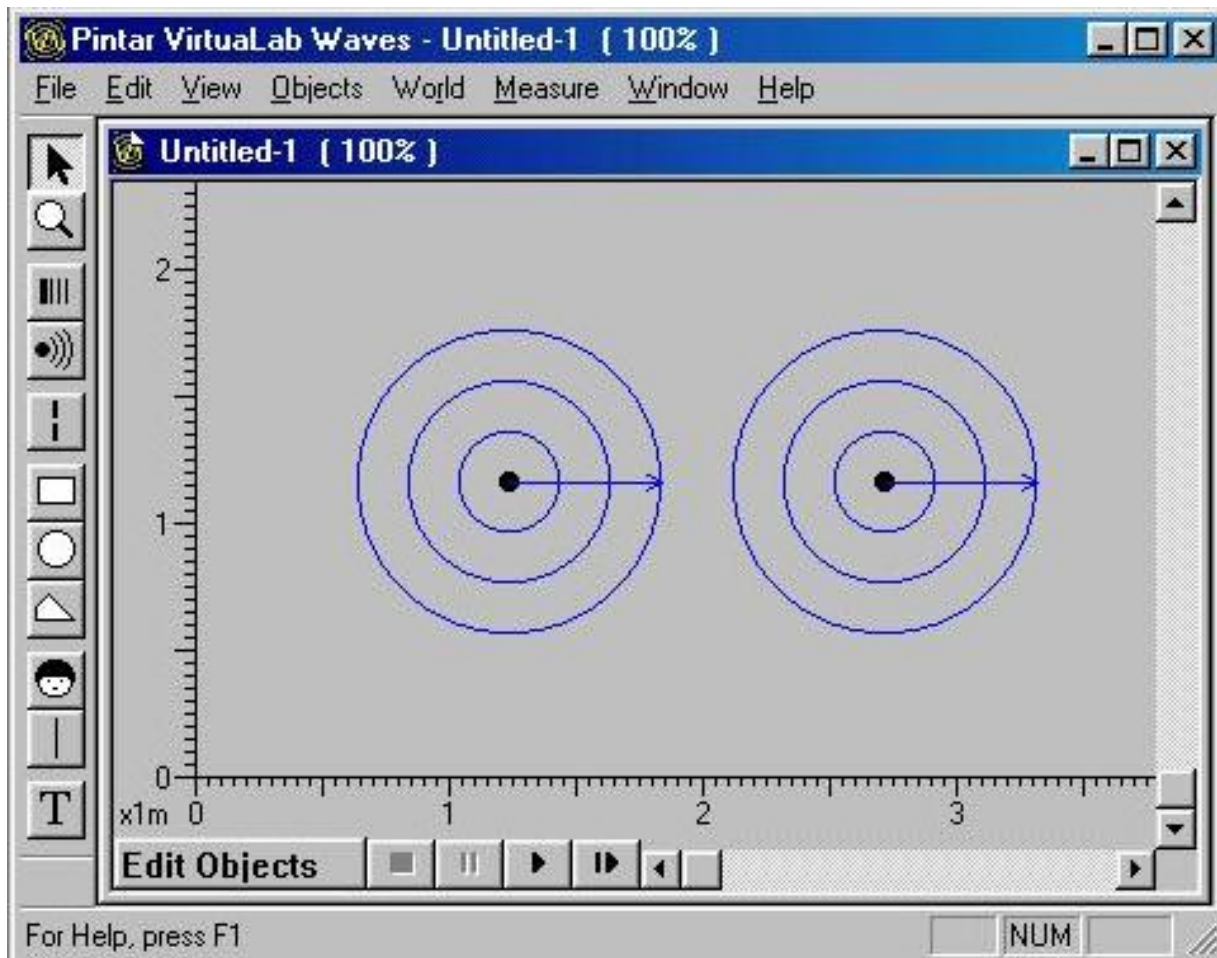 Pintar VirtuaLab Waves - Untitled-1 ( 100% )
File Edit View Objects World Measure Window Help
Untitled-1 ( 100% )
2
1
0
x1m 0 1 2 3
T
Edit Objects
For Help, press F1 NUM